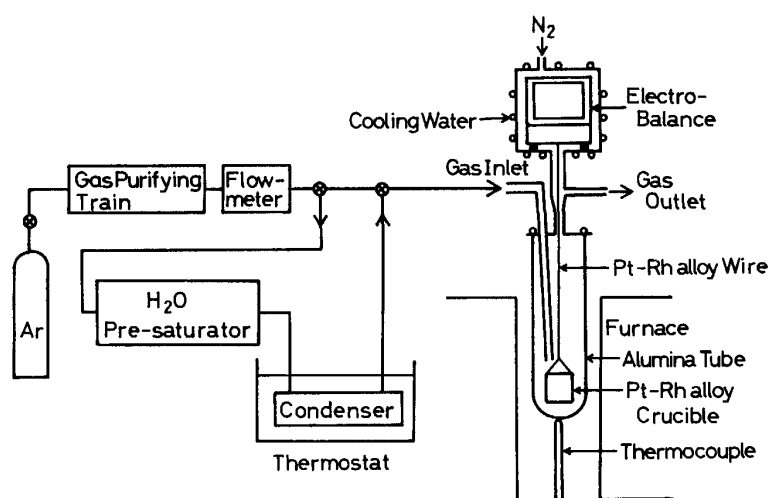 N2
Electro-
Balance
Cooling Water
Gas Inlet
Gas Purifying
Train
Flow-
meter
Gas
Outlet
Pt-Rh alloy Wire
H2O
Pre-saturator
Ar
Furnace
Alumina Tube
Pt-Rh alloy
Crucible
Condenser
Thermocouple
Thermostat